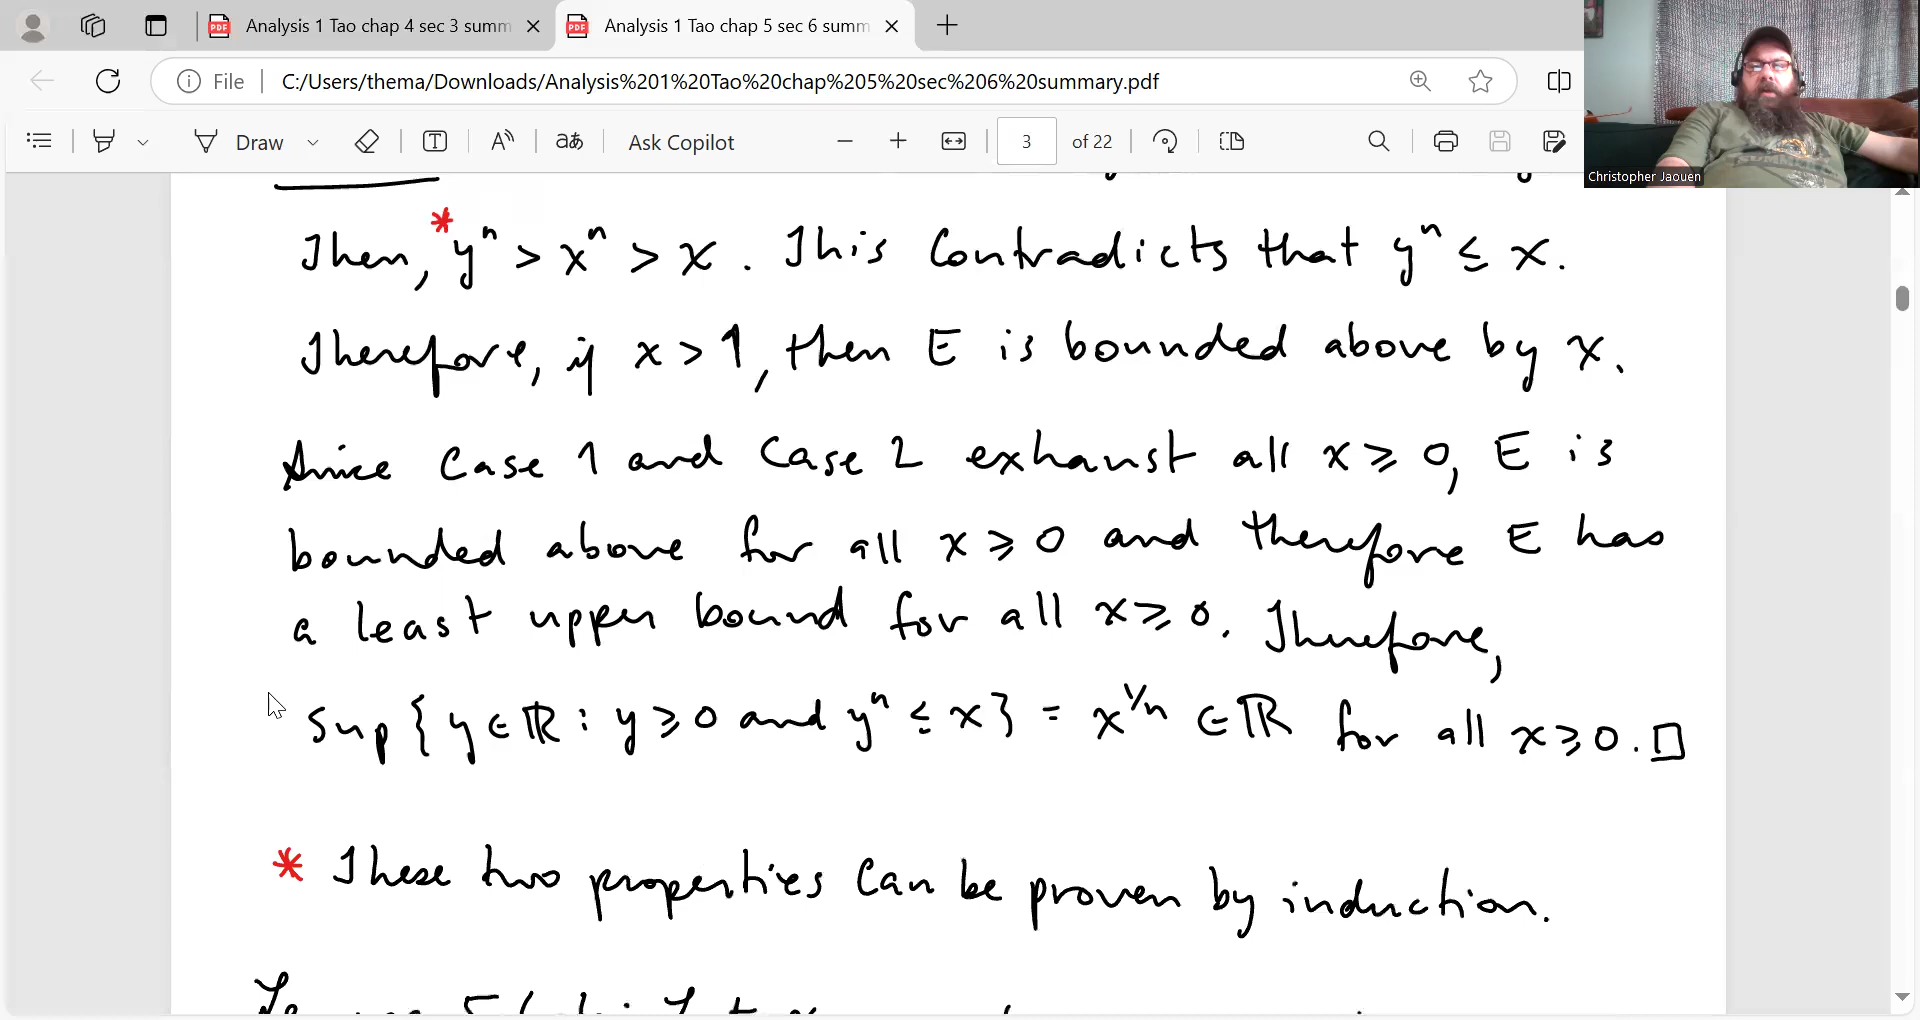 Analysis 1 Tao chap 4 sec 3 summ
Analysis 1 Tao chap 5 sec 6 summ
File
C:/Users/thema/Downloads/Analysis%201%20Tao%20chap%205%20sec%206%20summary.pdf
Draw
Ask Copilot
3 of 22
Christopher Jaouen
Then, *yⁿ > xⁿ > x. This contradicts that yⁿ ≤ x.
Therefore, if x > 1, then E is bounded above by x.
Since Case 1 and Case 2 exhaust all x ≥ 0, E is
bounded above for all x ≥ 0 and therefore E has
a least upper bound for all x ≥ 0. Therefore,
Sup{y ∈ ℝ : y ≥ 0 and yⁿ ≤ x} = x^1/n ∈ ℝ for all x ≥ 0. □
* These two properties can be proven by induction.